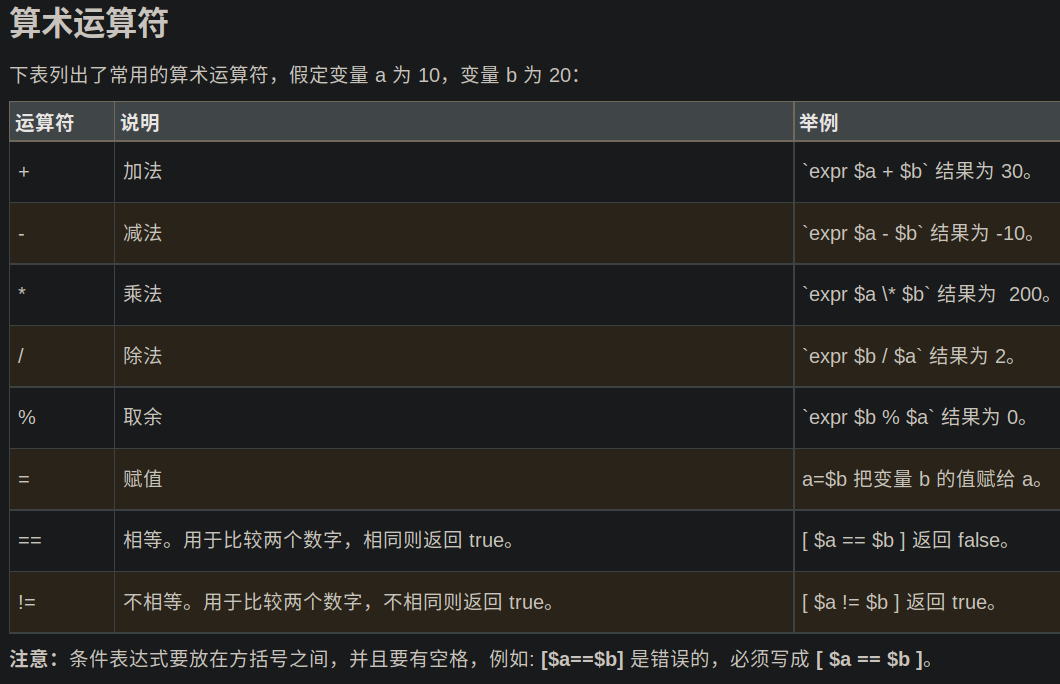 算术运算符
下表列出了常用的算术运算符，假定变量 a 为 10，变量 b 为 20：
运算符 说明 举例
+ 加法 `expr $a + $b` 结果为 30。
- 减法 `expr $a - $b` 结果为 -10。
* 乘法 `expr $a \* $b` 结果为  200。
/ 除法 `expr $b / $a` 结果为 2。
% 取余 `expr $b % $a` 结果为 0。
= 赋值 a=$b 把变量 b 的值赋给 a。
== 相等。用于比较两个数字，相同则返回 true。 [ $a == $b ] 返回 false。
!= 不相等。用于比较两个数字，不相同则返回 true。 [ $a != $b ] 返回 true。
注意：条件表达式要放在方括号之间，并且要有空格，例如: [$a==$b] 是错误的，必须写成 [ $a == $b ]。